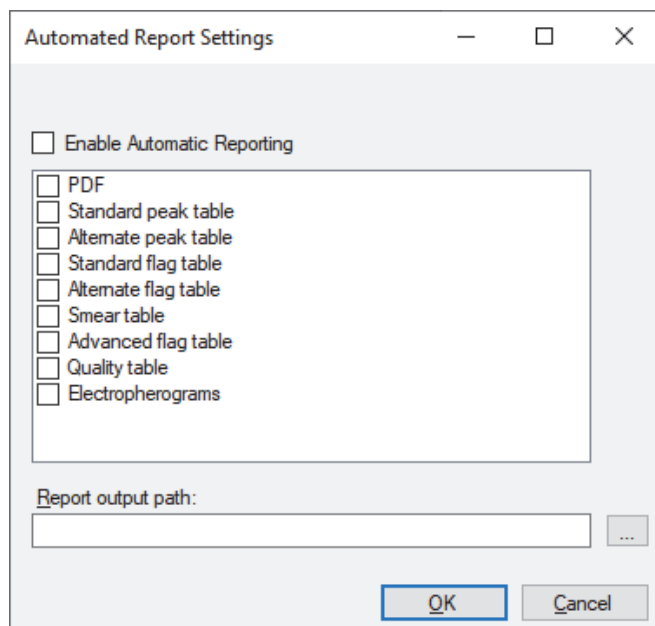 Automated Report Settings
Enable Automatic Reporting
PDF
Standard peak table
Alternate peak table
Standard flag table
Alternate flag table
Smear table
Advanced flag table
Quality table
Electropherograms
Report output path:
...
OK Cancel